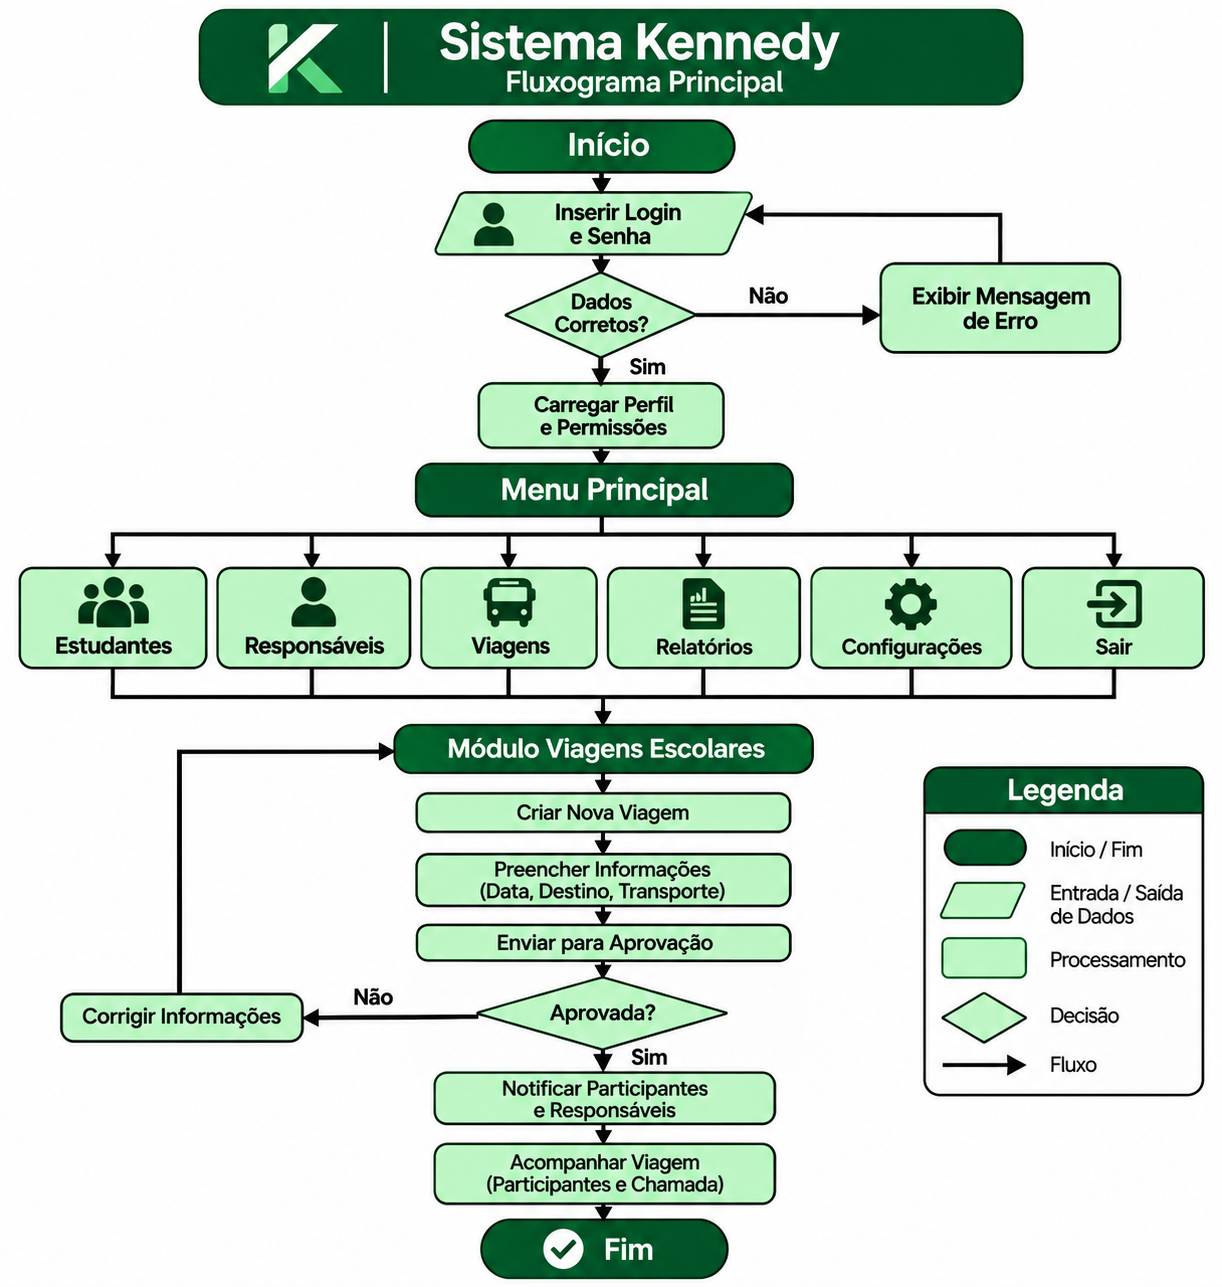 Sistema Kennedy
Fluxograma Principal
Início
Inserir Login
e Senha
Dados
Corretos?
Não
Exibir Mensagem
de Erro
Sim
Carregar Perfil
e Permissões
Menu Principal
Estudantes
Responsáveis
Viagens
Relatórios
Configurações
Sair
Módulo Viagens Escolares
Criar Nova Viagem
Preencher Informações
(Data, Destino, Transporte)
Enviar para Aprovação
Aprovada?
Não
Corrigir Informações
Sim
Notificar Participantes
e Responsáveis
Acompanhar Viagem
(Participantes e Chamada)
Fim
Legenda
Início / Fim
Entrada / Saída
de Dados
Processamento
Decisão
Fluxo